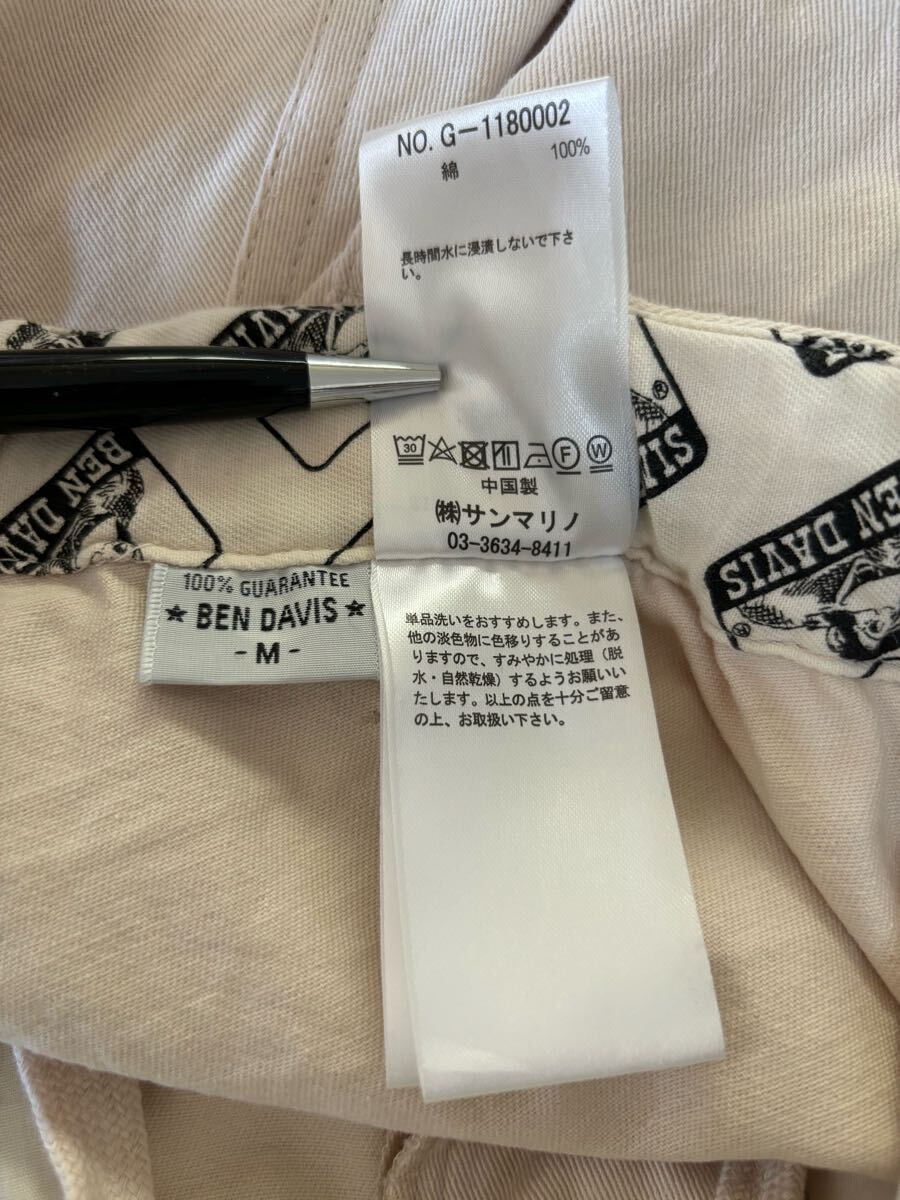 NO. G-1180002
綿 100%
長時間水に浸漬しないで下さ
い。
30
F
W
中国製
㈱サンマリノ
03-3634-8411
100% GUARANTEE
★ BEN DAVIS ★
- M -
単品洗いをおすすめします。また、
他の淡色物に色移りすることがあ
りますので、すみやかに処理（脱
水・自然乾燥）するようお願いい
たします。以上の点を十分ご留意
の上、お取扱い下さい。
BEN DAVIS
BEN DAVIS
®
®